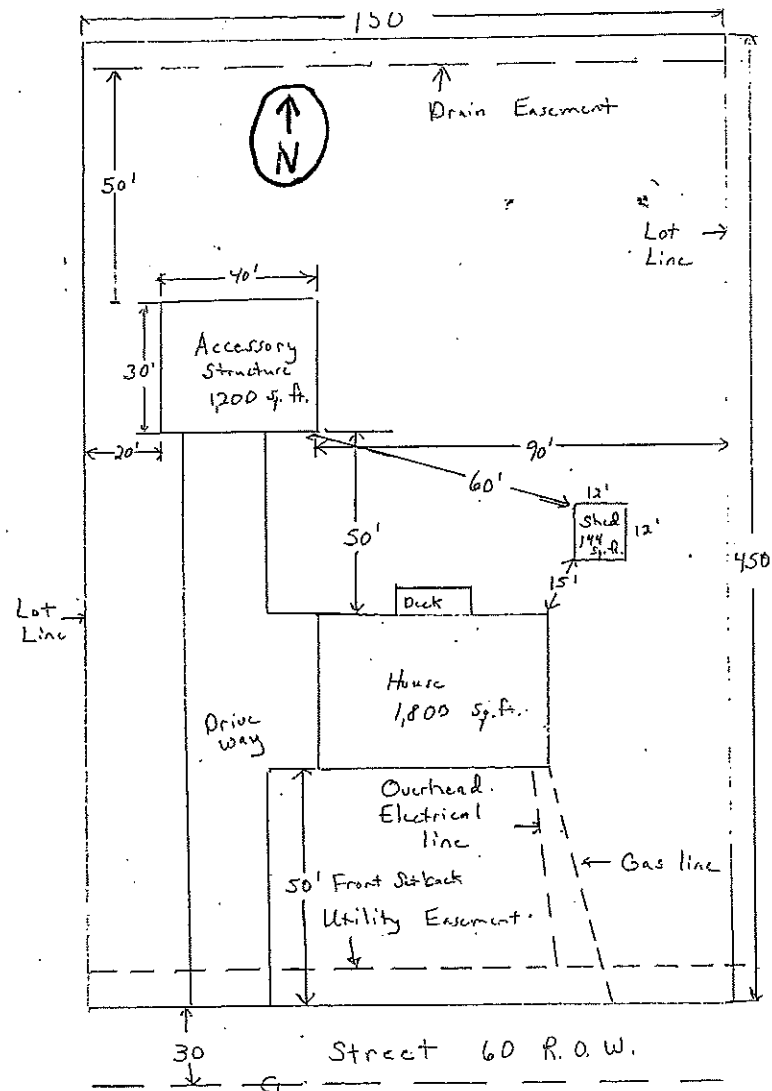 150
Drain Easement
N
50'
Lot
Line
40'
30'
Accessory
Structure
1,200 sq. ft.
20'
90'
60'
12'
Shed
144
sq. ft.
12'
50'
450
15'
Deck
Lot
Line
House
1,800 sq. ft.
Drive
way
Overhead
Electrical
line
Gas line
50' Front Setback
Utility Easement
30
Street 60 R.O.W.